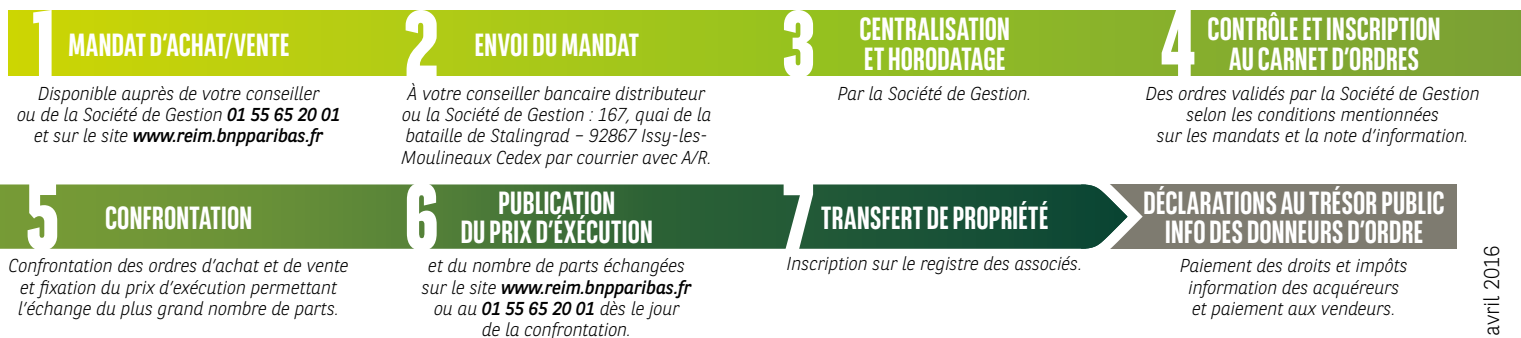 1 MANDAT D'ACHAT/VENTE
Disponible auprès de votre conseiller
ou de la Société de Gestion 01 55 65 20 01
et sur le site www.reim.bnpparibas.fr
2 ENVOI DU MANDAT
À votre conseiller bancaire distributeur
ou la Société de Gestion : 167, quai de la
bataille de Stalingrad – 92867 Issy-les-
Moulineaux Cedex par courrier avec A/R.
3 CENTRALISATION
ET HORODATAGE
Par la Société de Gestion.
4 CONTRÔLE ET INSCRIPTION
AU CARNET D'ORDRES
Des ordres validés par la Société de Gestion
selon les conditions mentionnées
sur les mandats et la note d'information.
5 CONFRONTATION
Confrontation des ordres d'achat et de vente
et fixation du prix d'exécution permettant
l'échange du plus grand nombre de parts.
6 PUBLICATION
DU PRIX D'ÉXÉCUTION
et du nombre de parts échangées
sur le site www.reim.bnpparibas.fr
ou au 01 55 65 20 01 dès le jour
de la confrontation.
7 TRANSFERT DE PROPRIÉTÉ
Inscription sur le registre des associés.
DÉCLARATIONS AU TRÉSOR PUBLIC
INFO DES DONNEURS D'ORDRE
Paiement des droits et impôts
information des acquéreurs
et paiement aux vendeurs.
avril 2016